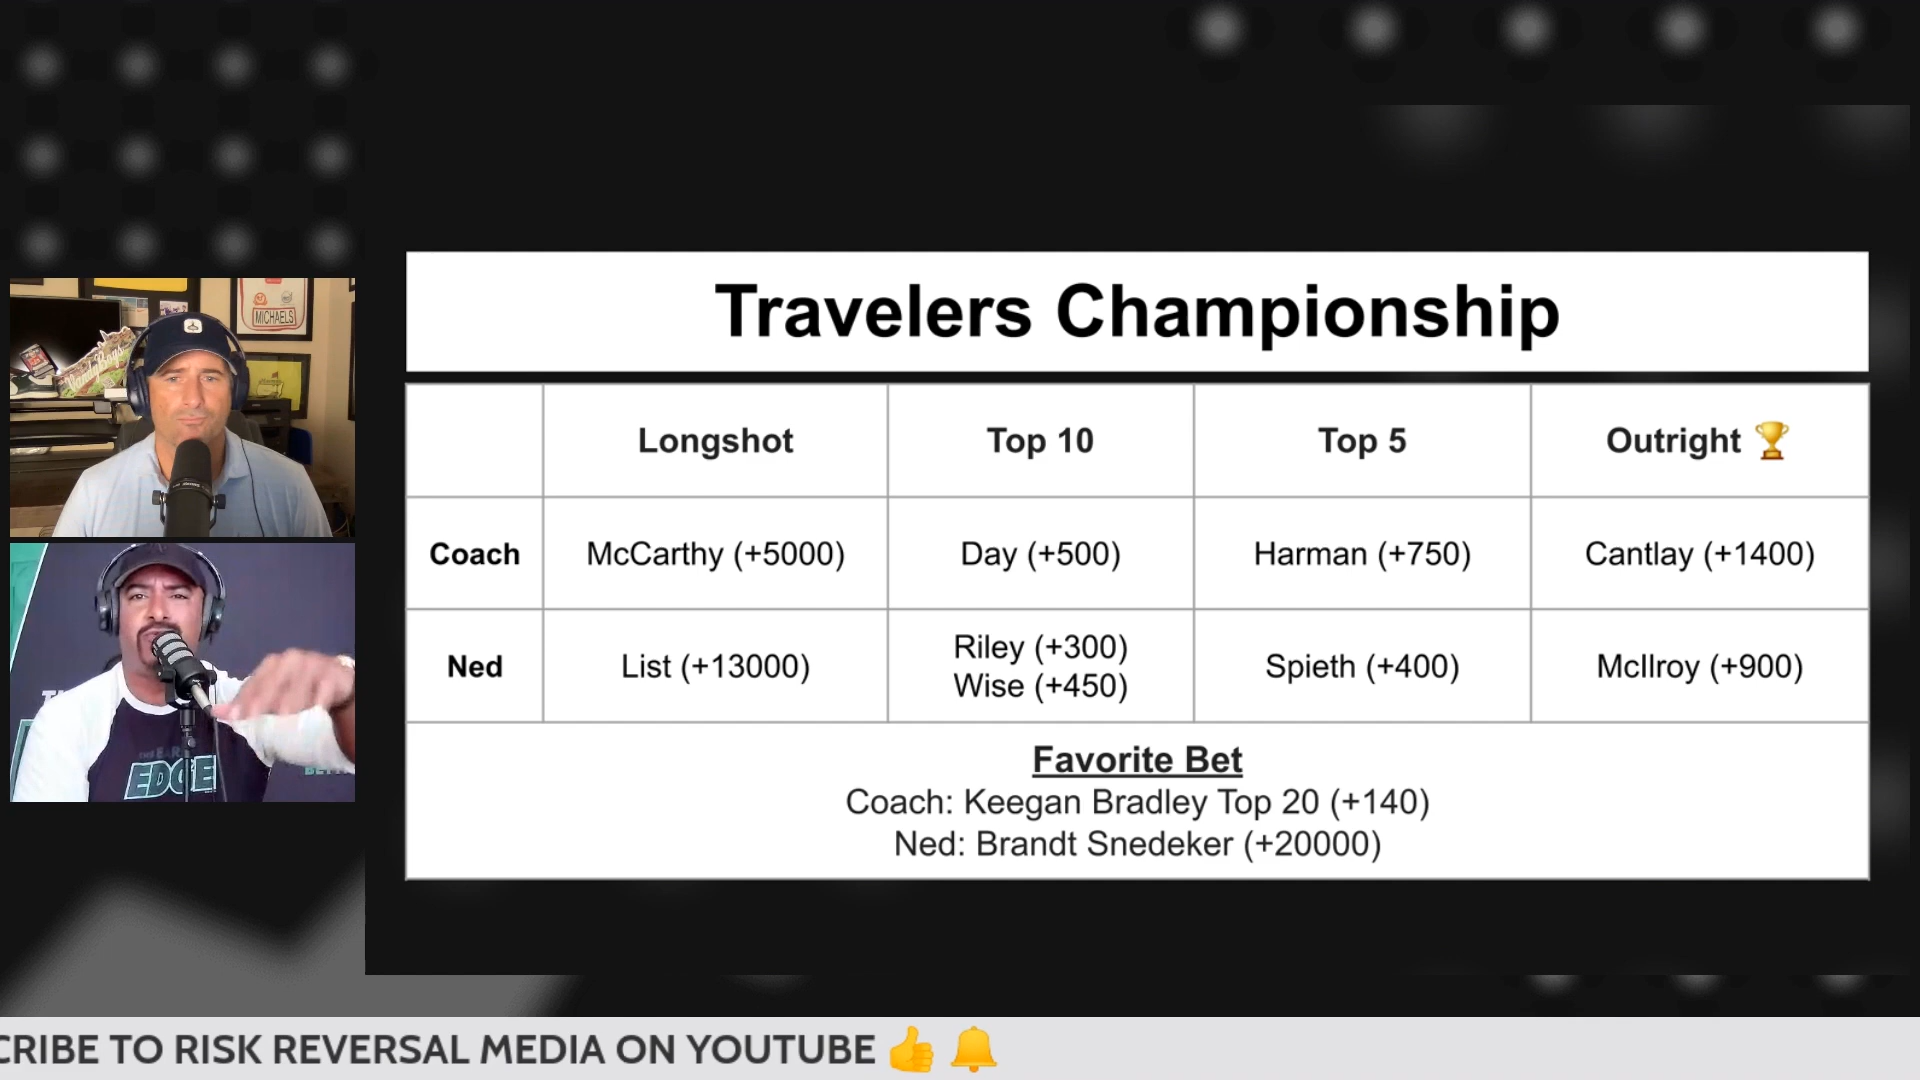 Travelers Championship
Longshot
Top 10
Top 5
Outright 🏆
Coach
McCarthy (+5000)
Day (+500)
Harman (+750)
Cantlay (+1400)
Ned
List (+13000)
Riley (+300)
Wise (+450)
Spieth (+400)
McIlroy (+900)
Favorite Bet
Coach: Keegan Bradley Top 20 (+140)
Ned: Brandt Snedeker (+20000)
MICHAELS
VandyBoys
EDGE
CRIBE TO RISK REVERSAL MEDIA ON YOUTUBE 👍 🔔